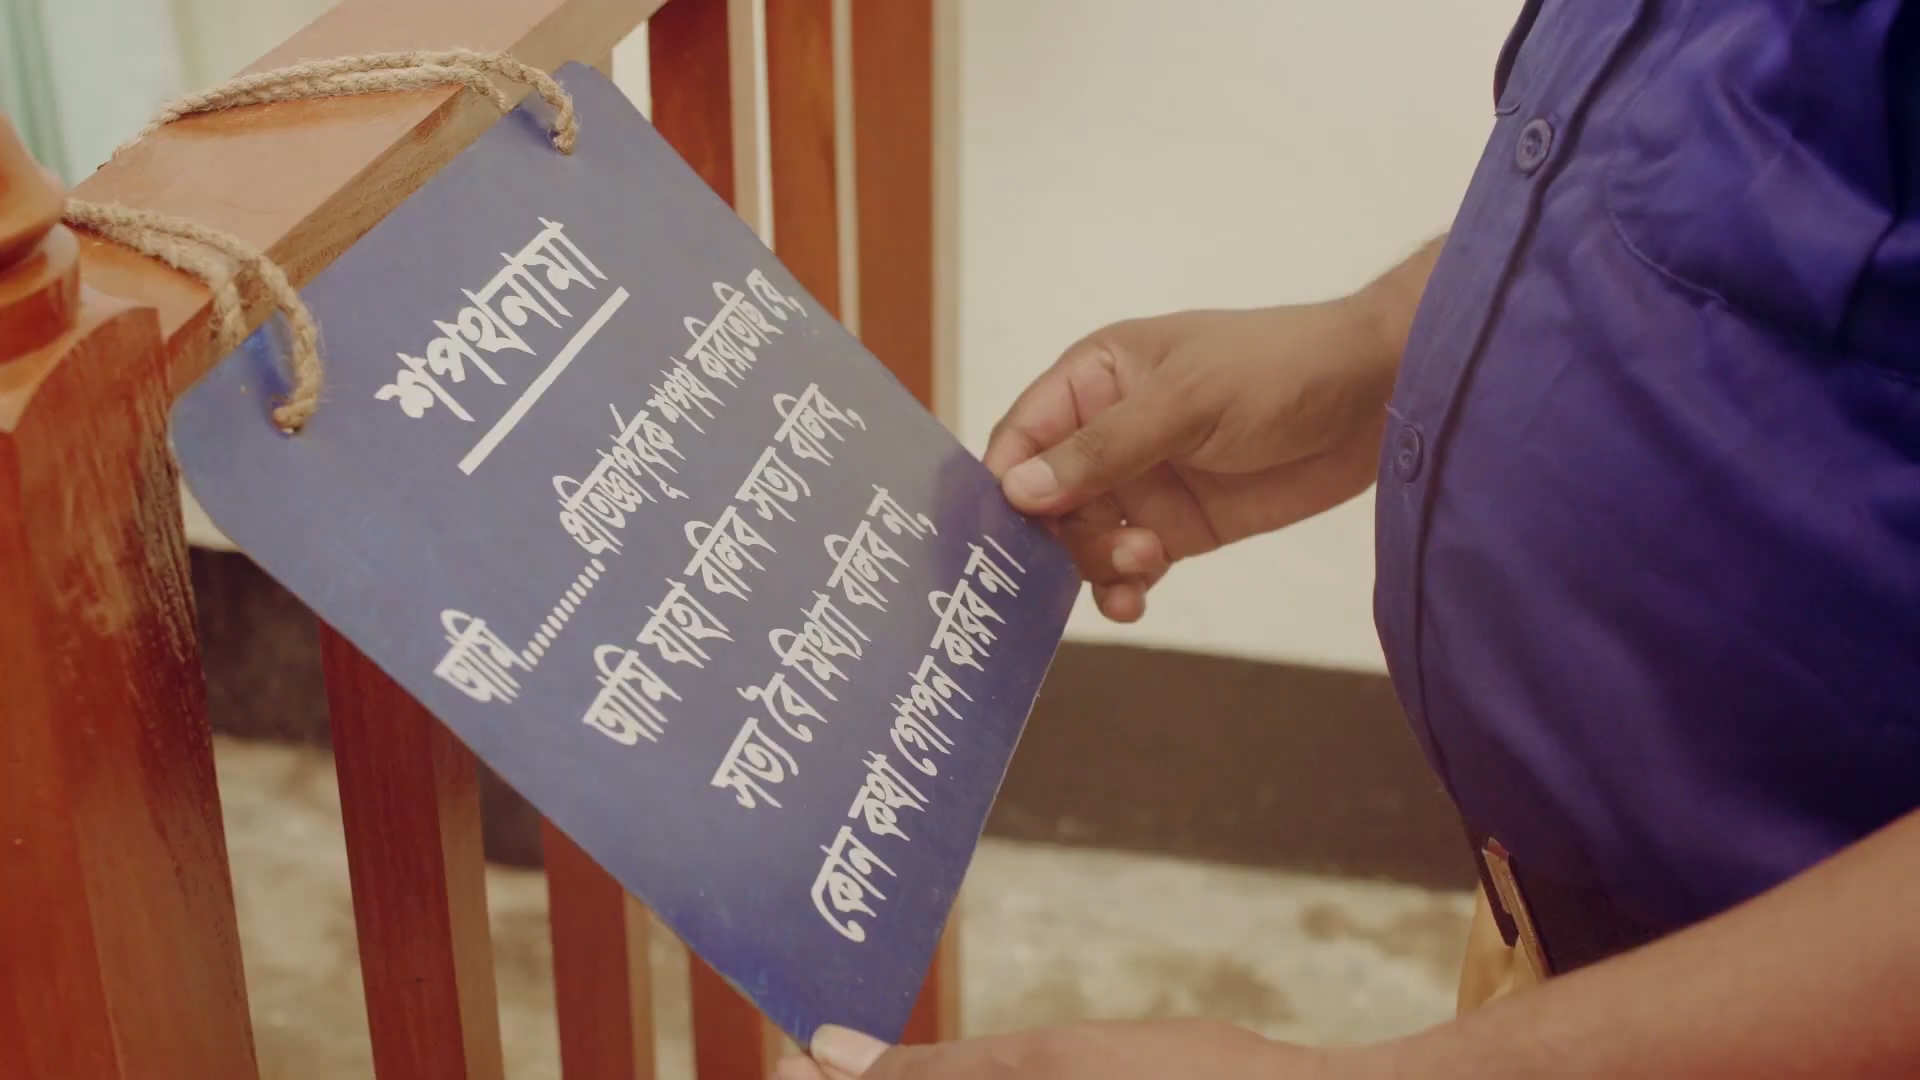 শপথনামা
আমি.............প্রতিজ্ঞাপূর্বক শপথ করিতেছি যে,
আমি যাহা বলিব সত্য বলিব,
সত্য বৈ মিথ্যা বলিব না,
কোন কথা গোপন করিব না।